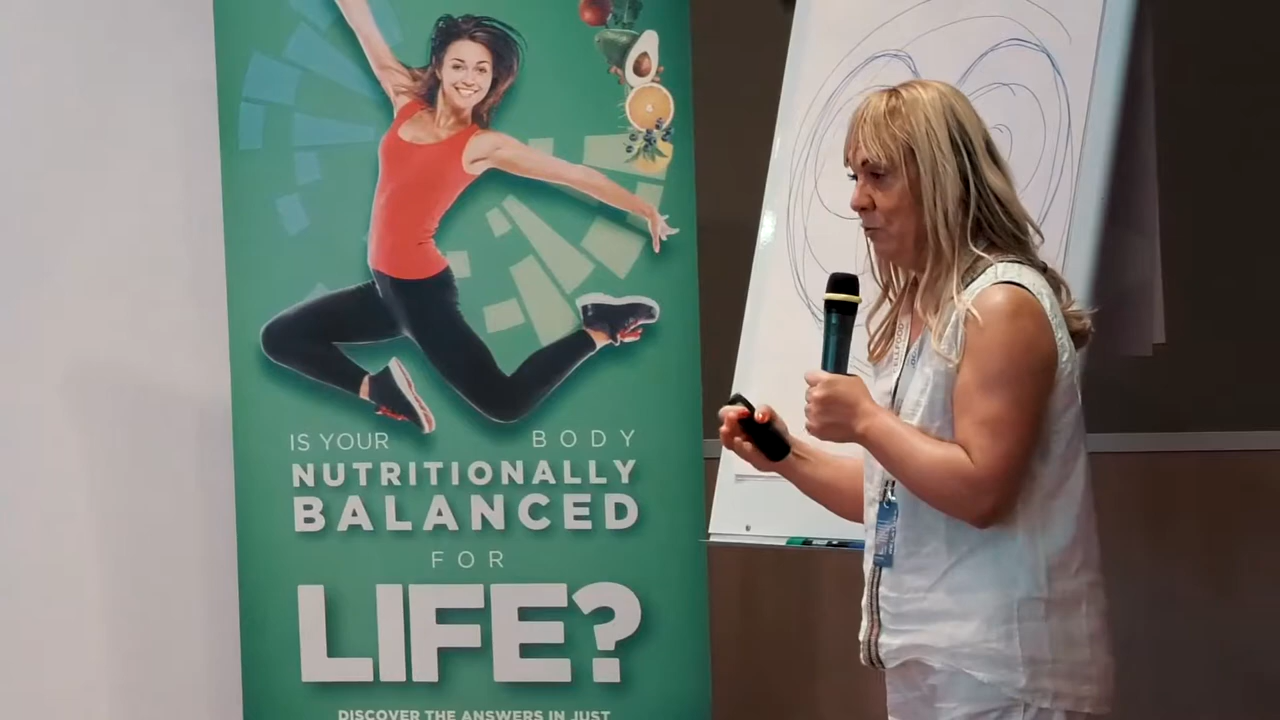 IS YOUR BODY
NUTRITIONALLY
BALANCED
FOR
LIFE?
DISCOVER THE ANSWERS IN JUST